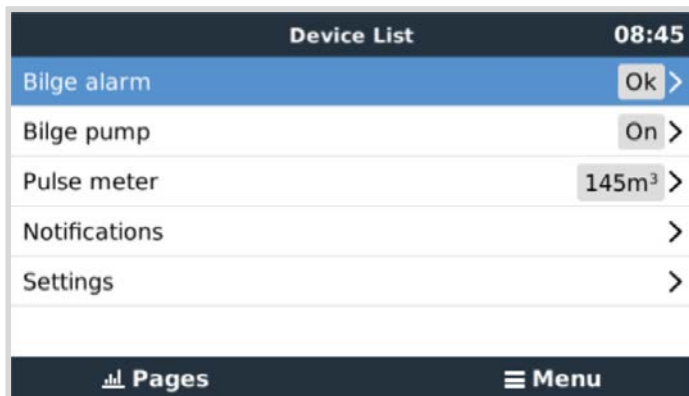 Device List 08:45
Bilge alarm Ok
Bilge pump On
Pulse meter 145m³
Notifications
Settings
Pages Menu